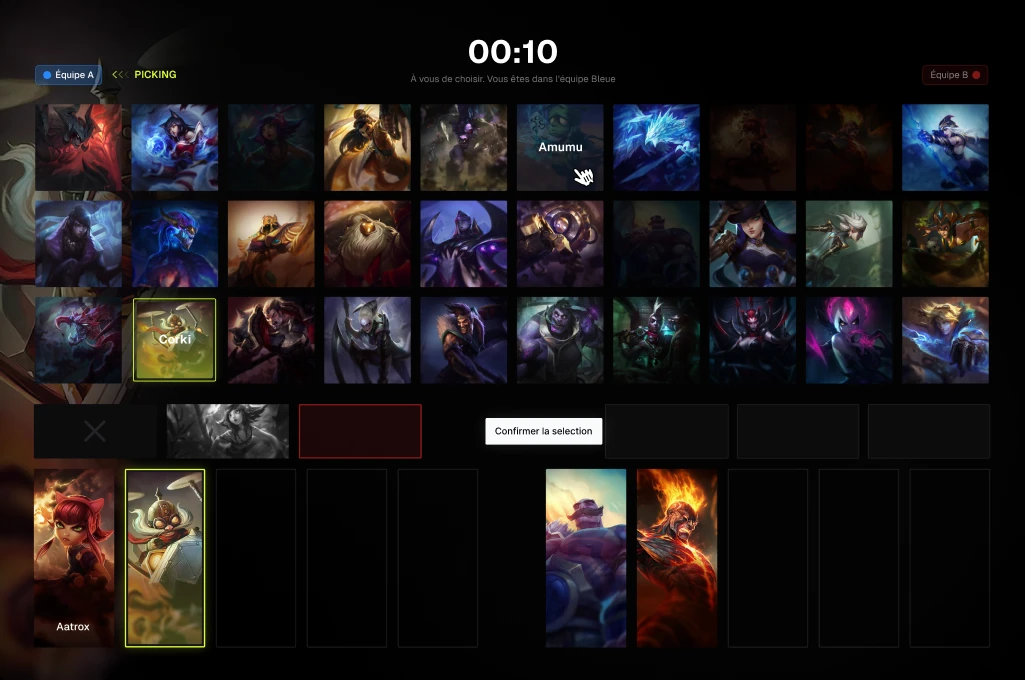 00:10
Équipe A
PICKING
À vous de choisir. Vous êtes dans l'équipe Bleue
Équipe B
Amumu
Corki
Confirmer la selection
Aatrox